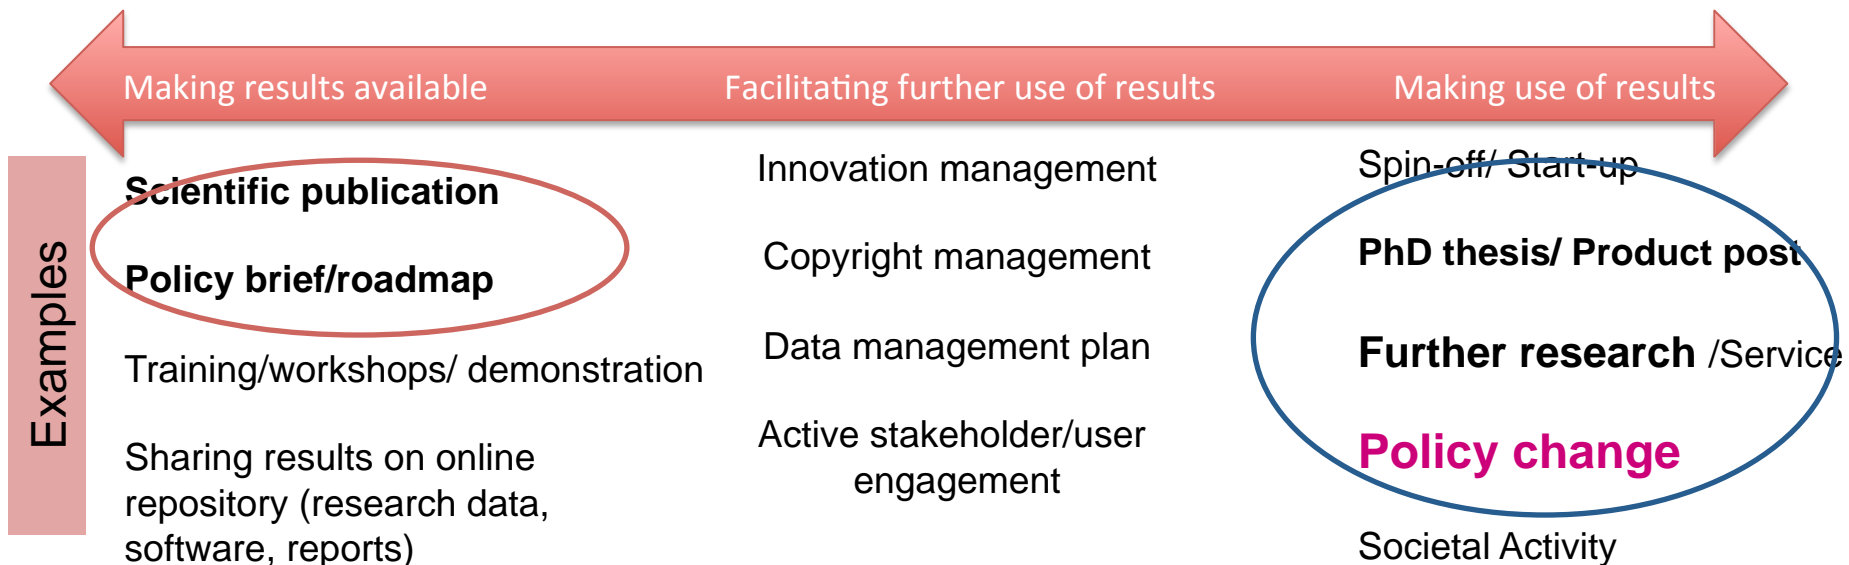 Making results available
Facilitating further use of results
Making use of results
Examples
Scientific publication
Policy brief/roadmap
Training/workshops/ demonstration
Sharing results on online
repository (research data,
software, reports)
Innovation management
Copyright management
Data management plan
Active stakeholder/user
engagement
Spin-off/ Start-up
PhD thesis/ Product post
Further research /Service
Policy change
Societal Activity